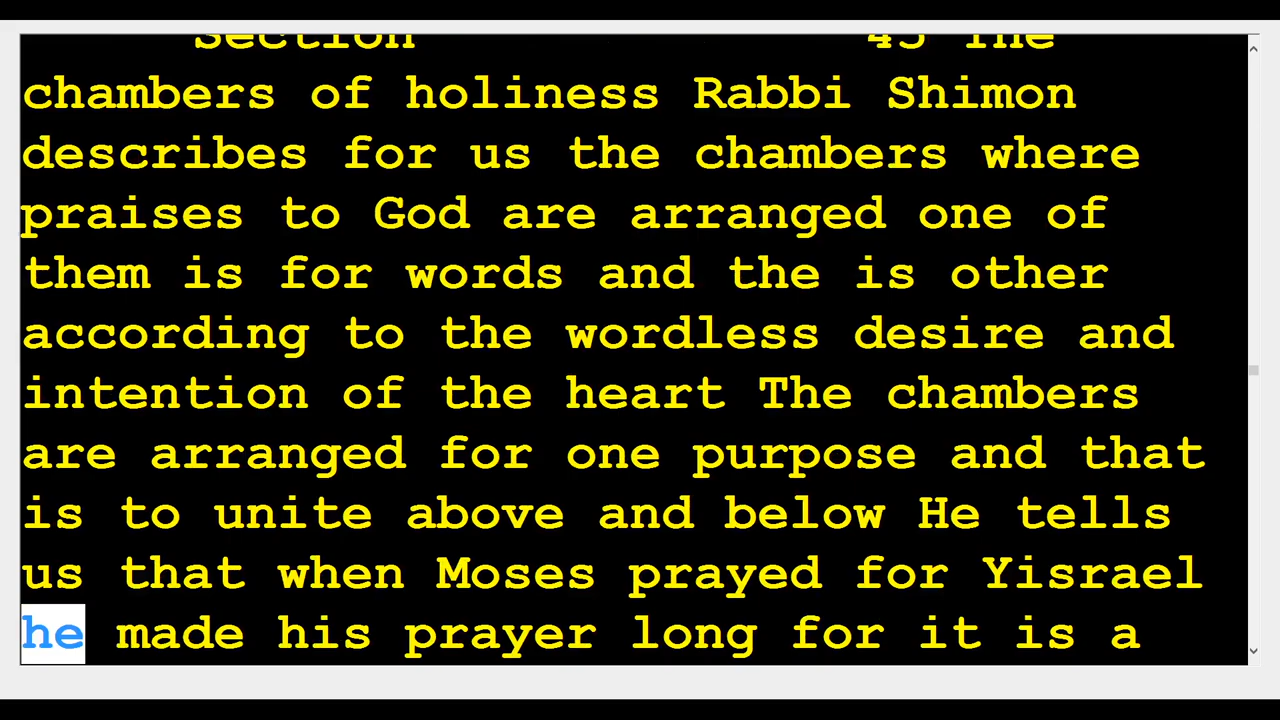 Section 45 The
chambers of holiness Rabbi Shimon
describes for us the chambers where
praises to God are arranged one of
them is for words and the is other
according to the wordless desire and
intention of the heart The chambers
are arranged for one purpose and that
is to unite above and below He tells
us that when Moses prayed for Yisrael
he made his prayer long for it is a